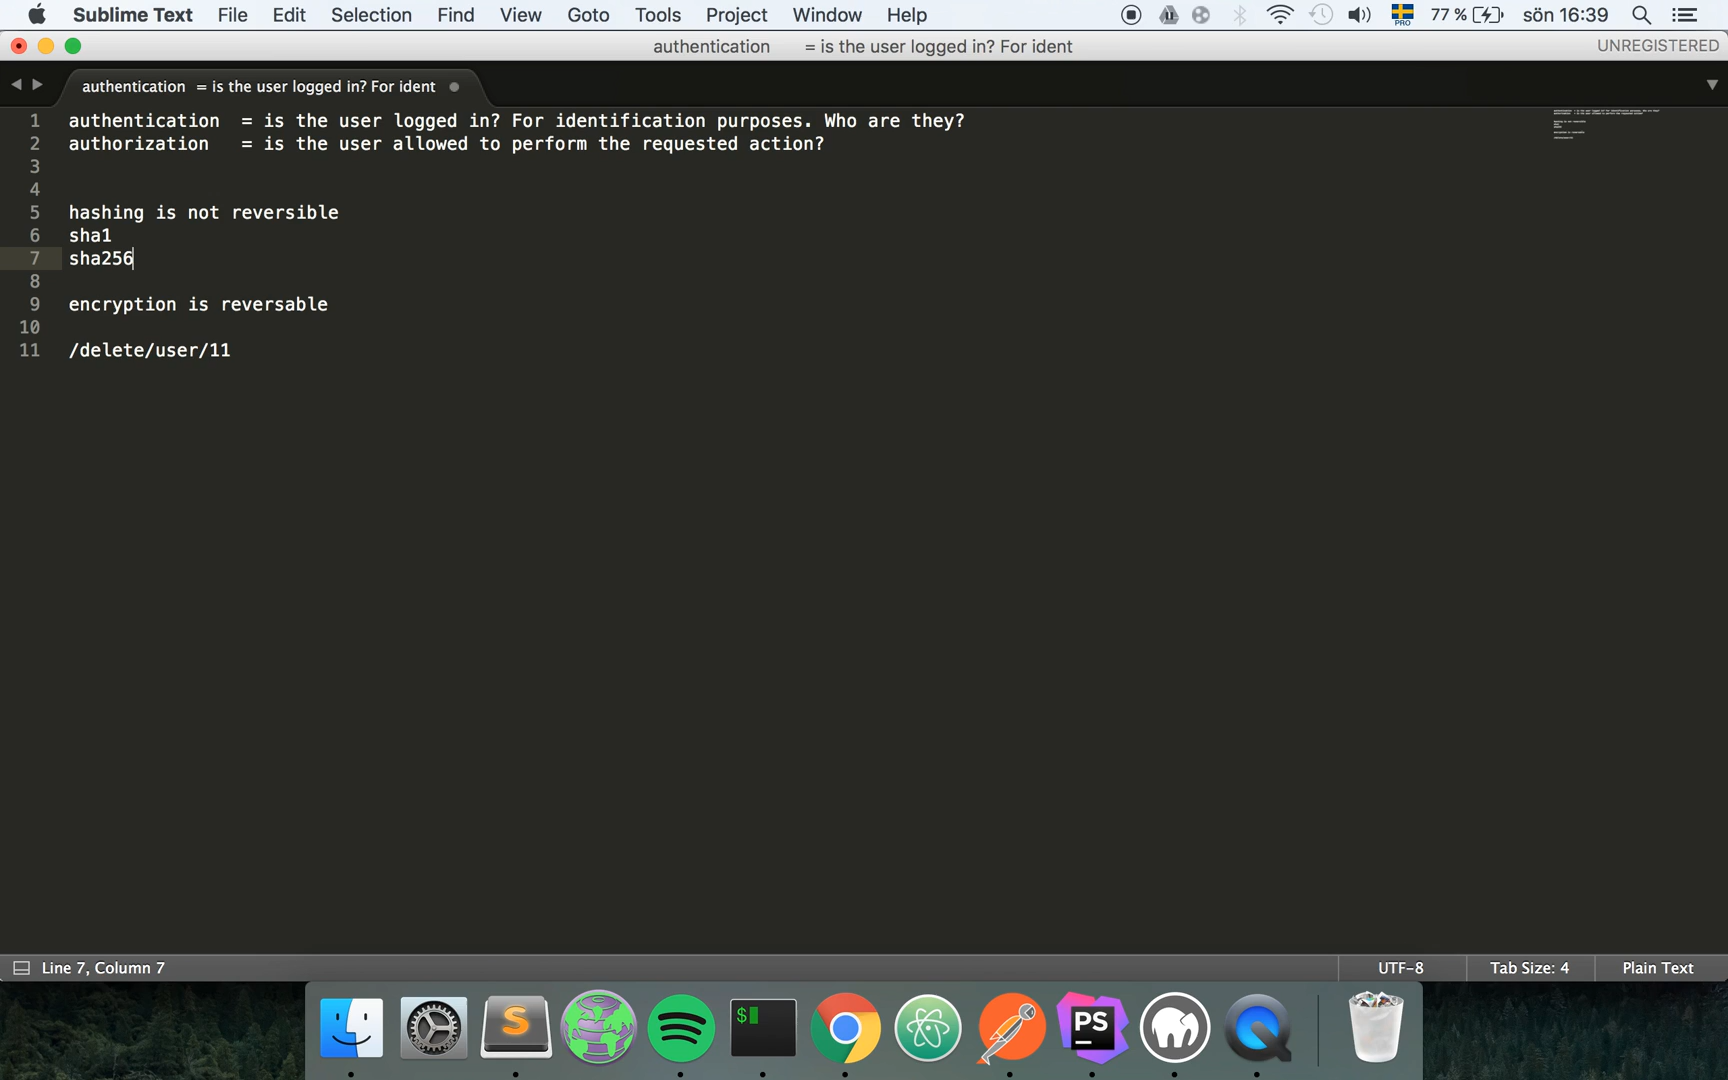 Sublime Text File Edit Selection Find View Goto Tools Project Window Help PRO 77 % sön 16:39
authentication = is the user logged in? For ident UNREGISTERED
authentication = is the user logged in? For ident
1 authentication = is the user logged in? For identification purposes. Who are they?
2 authorization = is the user allowed to perform the requested action?
3
4
5 hashing is not reversible
6 sha1
7 sha256
8
9 encryption is reversable
10
11 /delete/user/11
Line 7, Column 7 UTF-8 Tab Size: 4 Plain Text
S $ PS